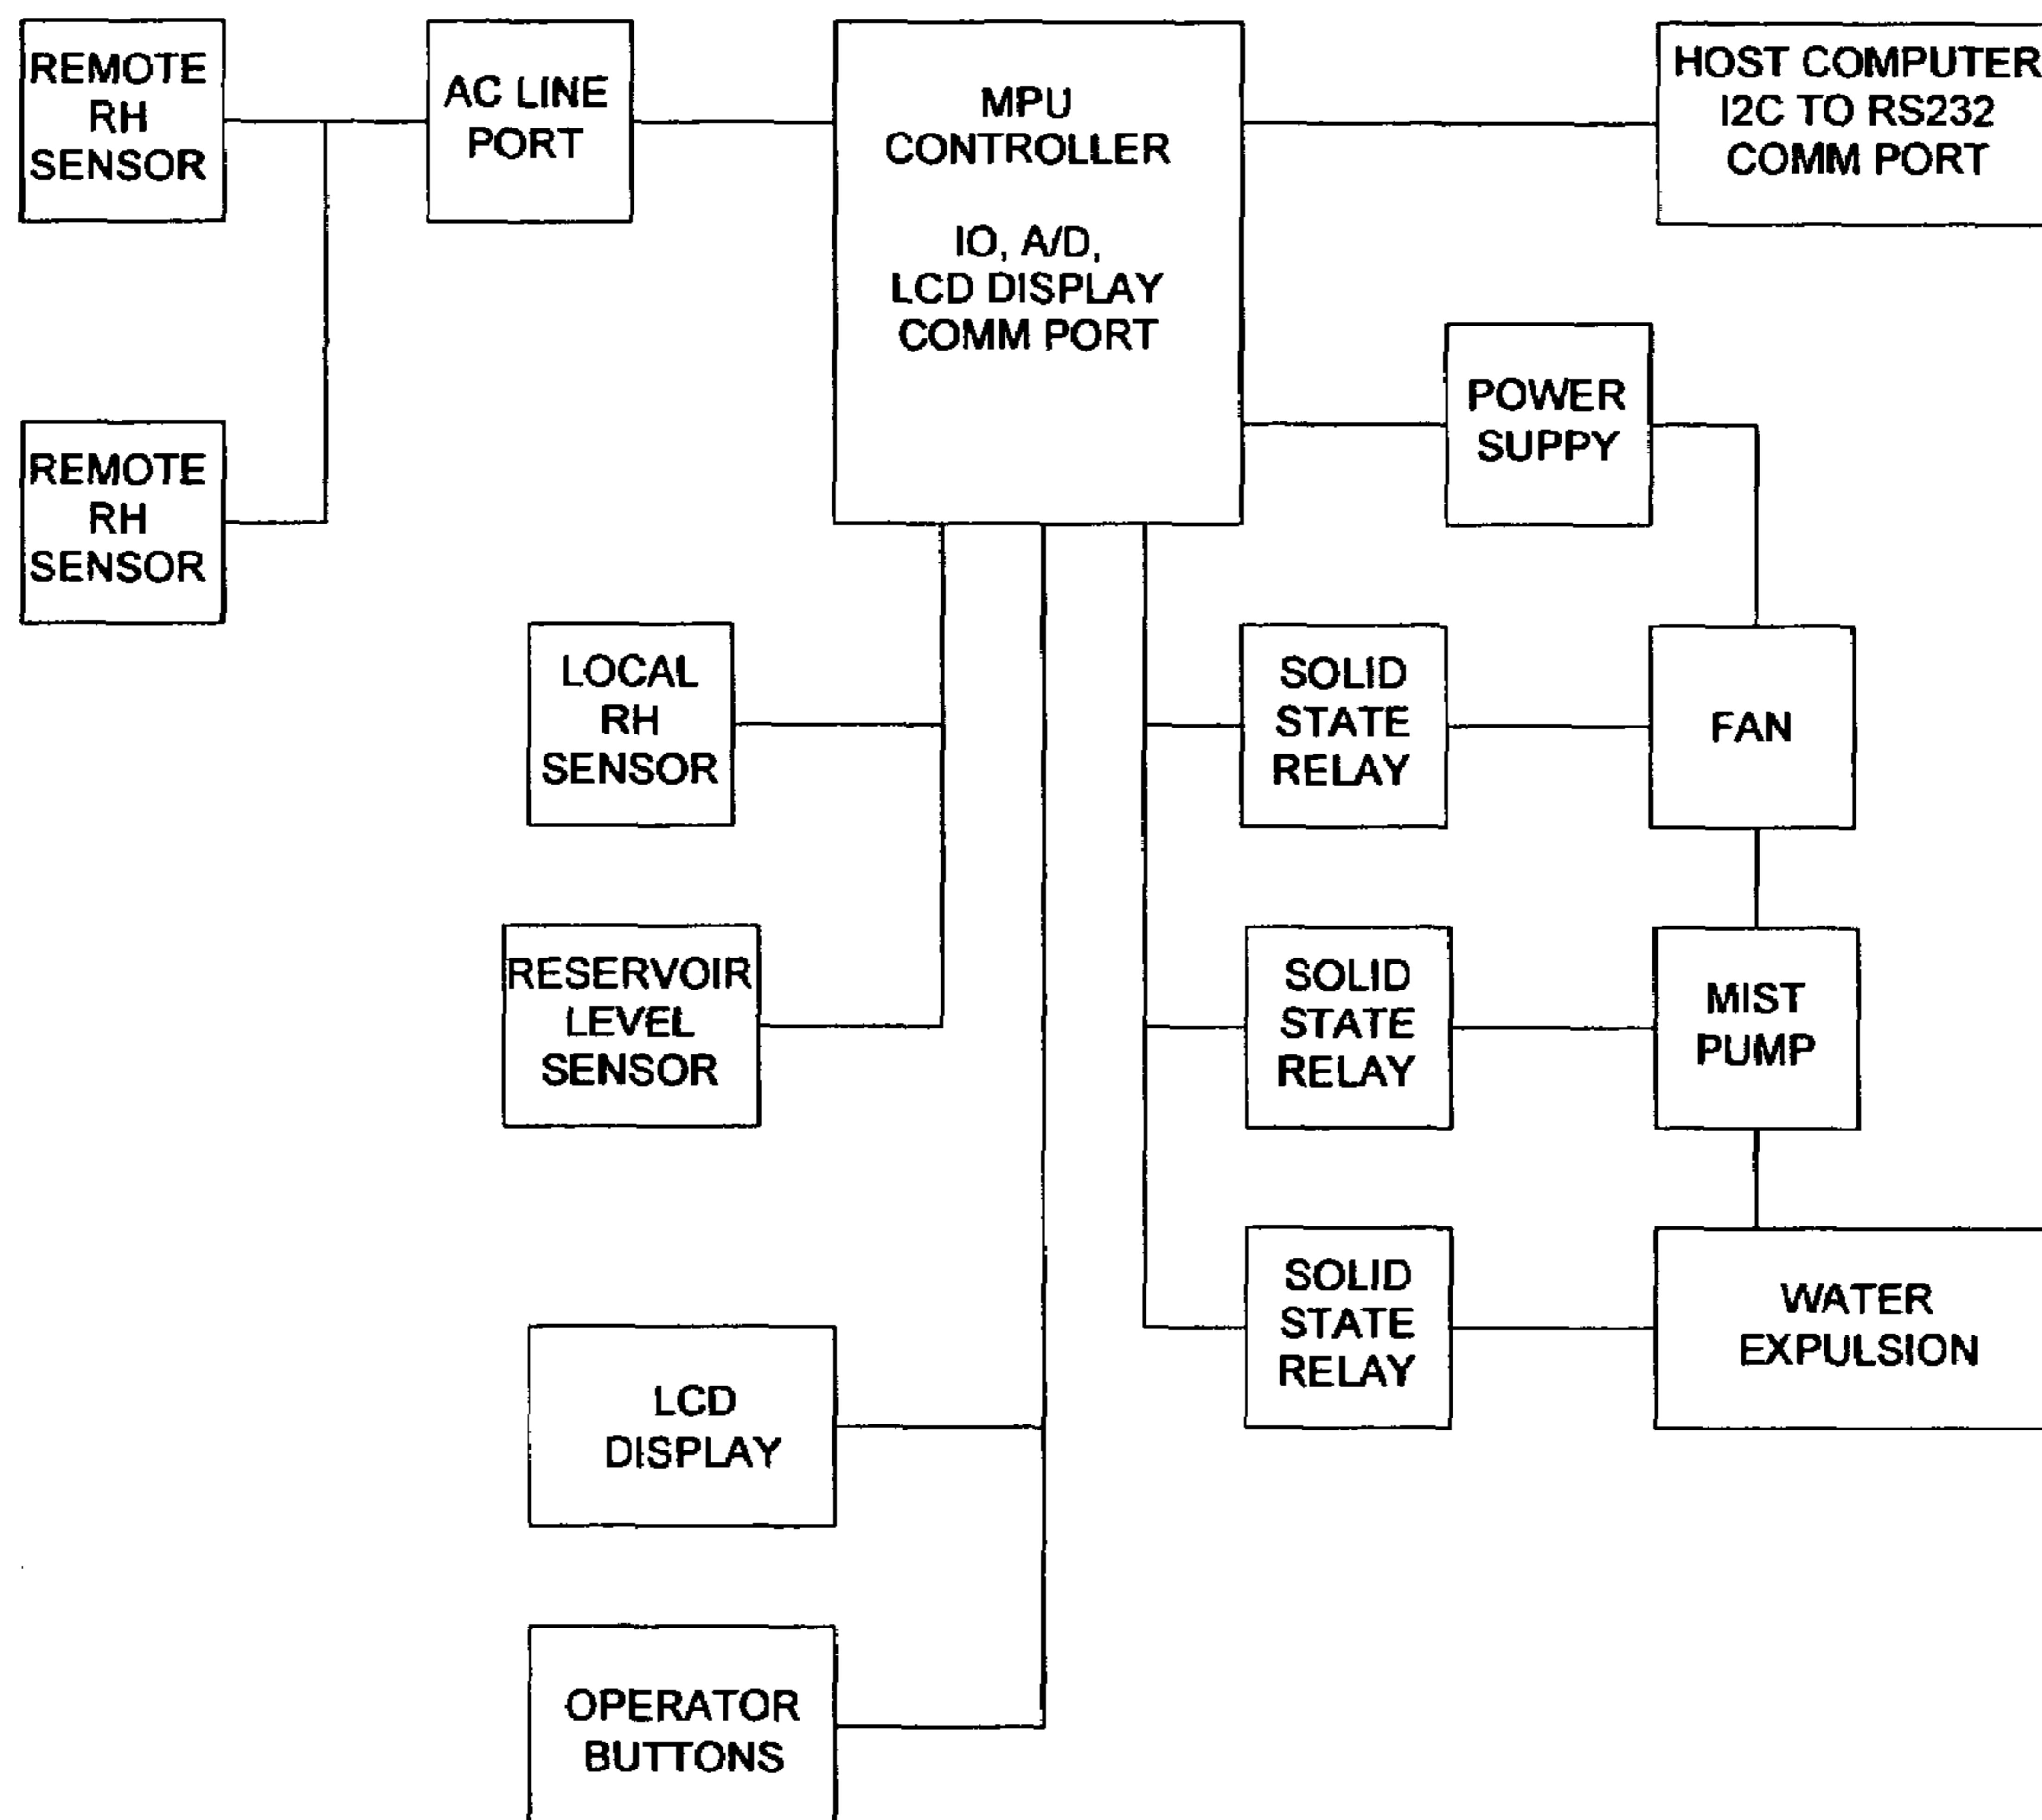 REMOTE
RH
SENSOR
AC LINE
PORT
MPU
CONTROLLER
IO, A/D,
LCD DISPLAY
COMM PORT
HOST COMPUTER
I2C TO RS232
COMM PORT
POWER
SUPPY
REMOTE
RH
SENSOR
LOCAL
RH
SENSOR
SOLID
STATE
RELAY
FAN
RESERVOIR
LEVEL
SENSOR
SOLID
STATE
RELAY
MIST
PUMP
SOLID
STATE
RELAY
WATER
EXPULSION
LCD
DISPLAY
OPERATOR
BUTTONS